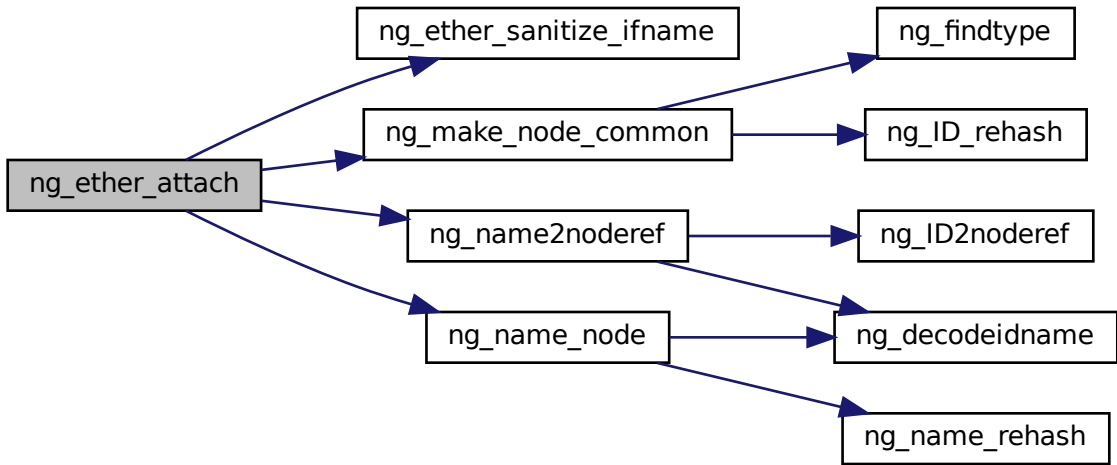 ng_ether_sanitize_ifname
ng_findtype
ng_make_node_common
ng_ID_rehash
ng_ether_attach
ng_name2noderef
ng_ID2noderef
ng_name_node
ng_decodeidname
ng_name_rehash